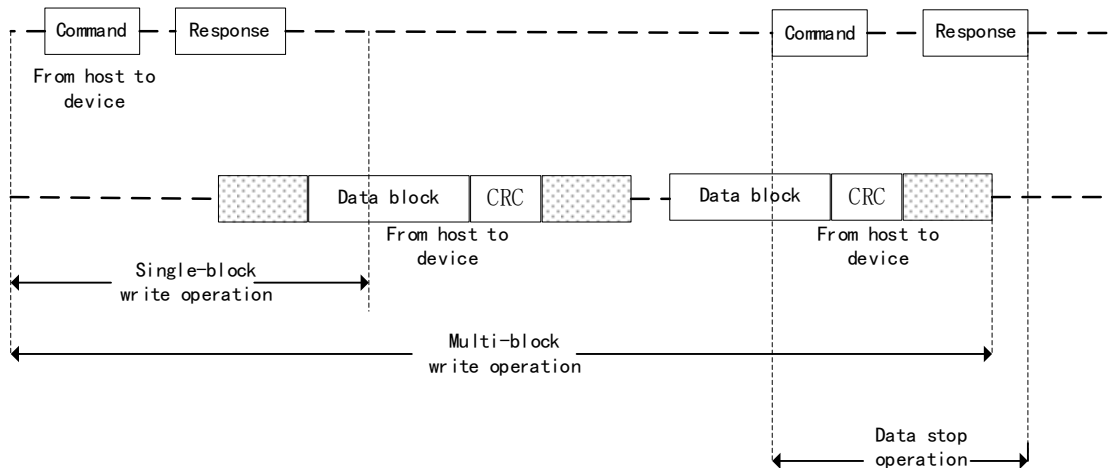 Command
Response
Command
Response
From host to
device
Data block
CRC
Data block
CRC
From host to
device
From host to
device
Single-block
write operation
Multi-block
write operation
Data stop
operation